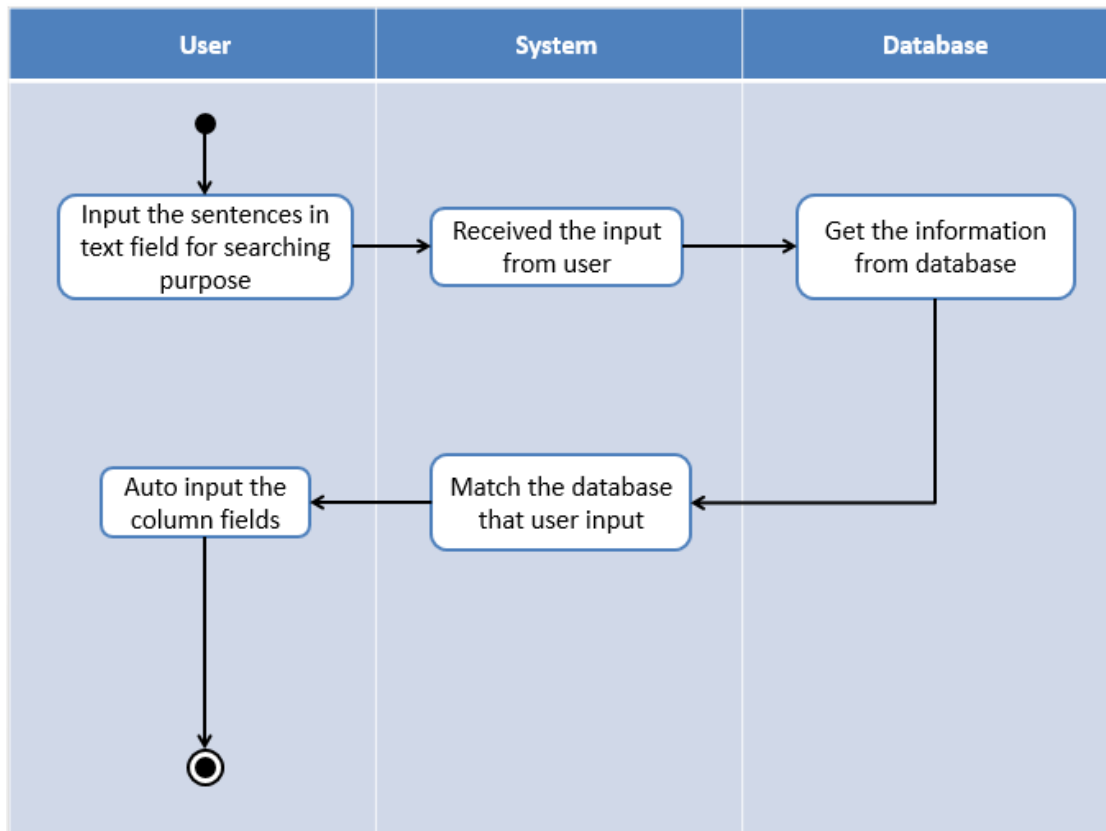 User
System
Database
Input the sentences in
text field for searching
purpose
Received the input
from user
Get the information
from database
Auto input the
column fields
Match the database
that user input